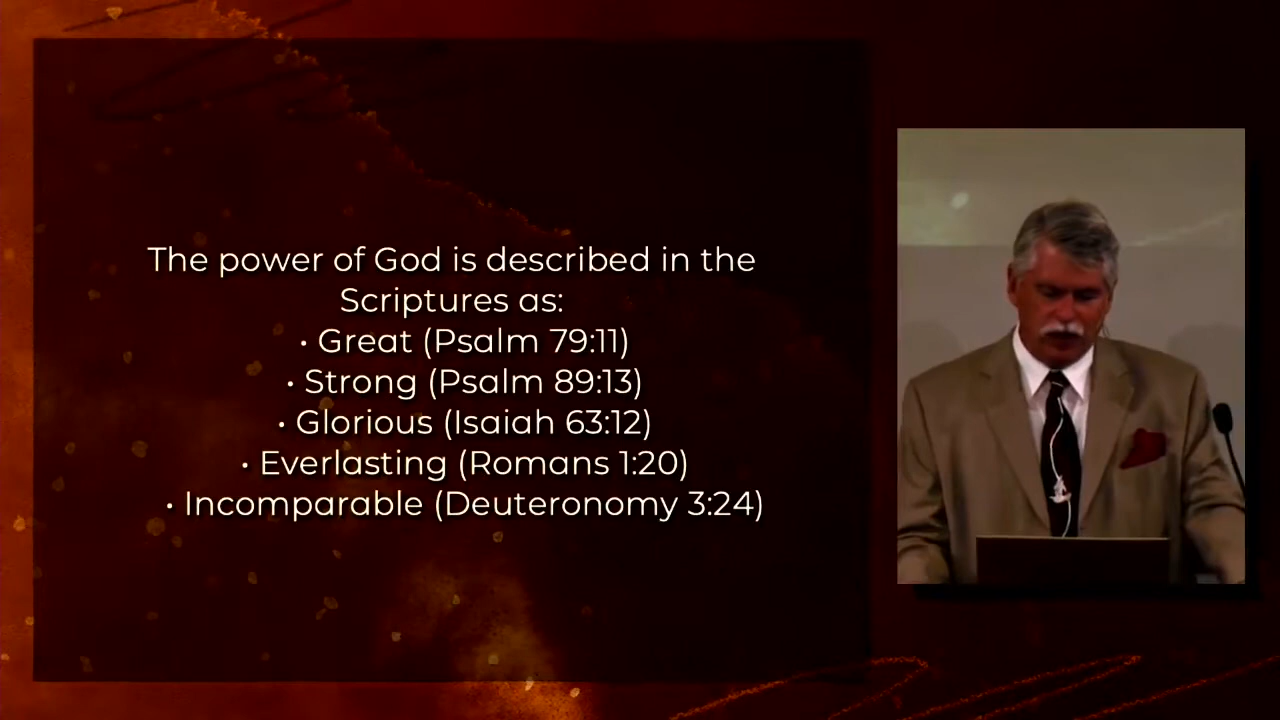 The power of God is described in the
Scriptures as:
• Great (Psalm 79:11)
• Strong (Psalm 89:13)
• Glorious (Isaiah 63:12)
• Everlasting (Romans 1:20)
• Incomparable (Deuteronomy 3:24)